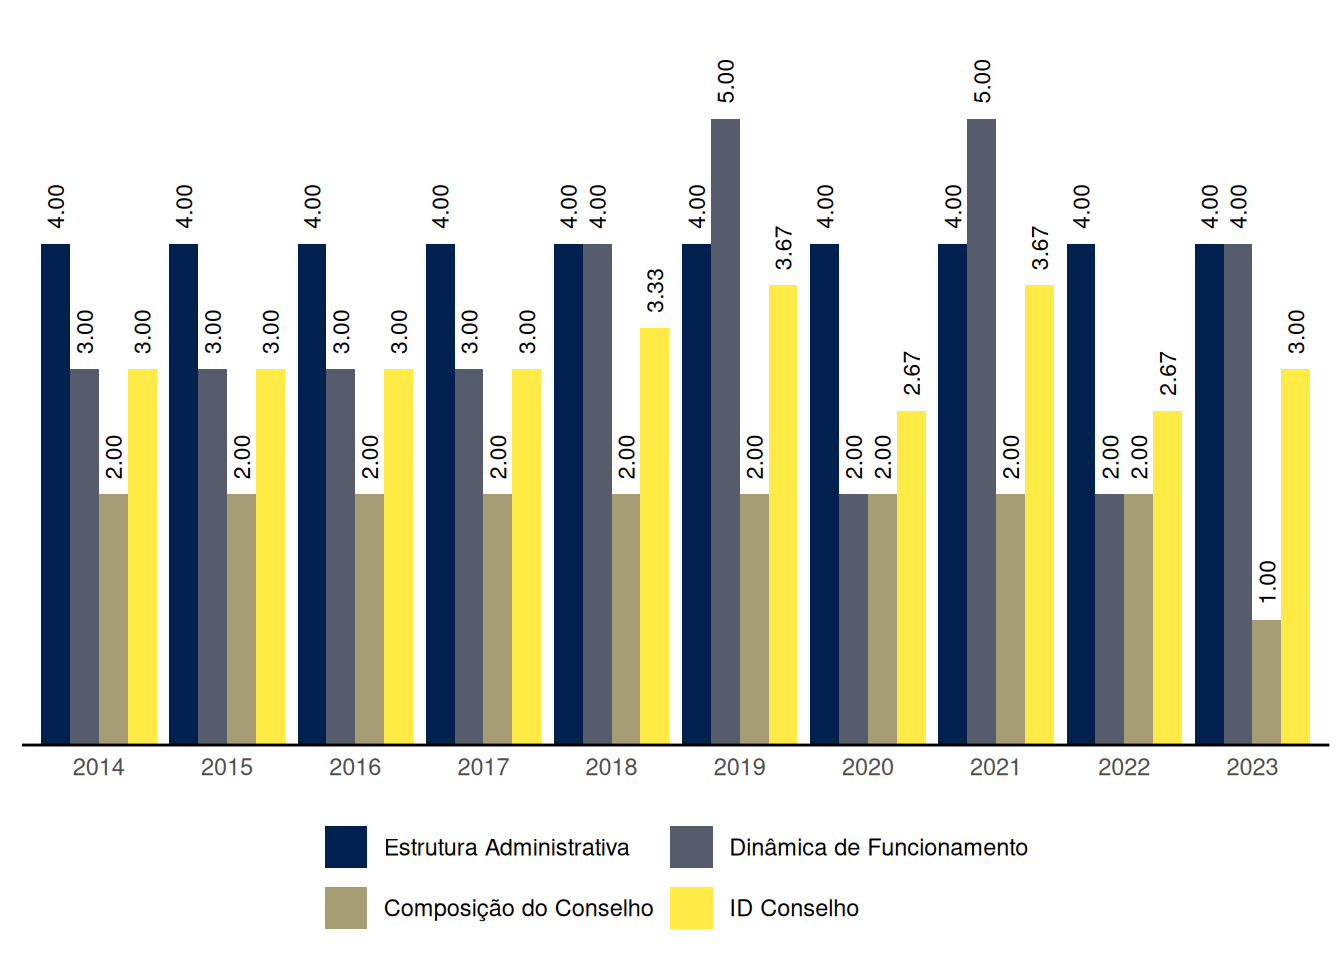 5.00 5.00
4.00 4.00 4.00 4.00 4.00 4.00 4.00 4.00 4.00 4.00 4.00 4.00
3.67 3.67
3.33
3.00 3.00 3.00 3.00 3.00 3.00 3.00 3.00 3.00
2.67 2.67
2.00 2.00 2.00 2.00 2.00 2.00 2.00 2.00 2.00 2.00 2.00
1.00
2014 2015 2016 2017 2018 2019 2020 2021 2022 2023
Estrutura Administrativa Dinâmica de Funcionamento
Composição do Conselho ID Conselho